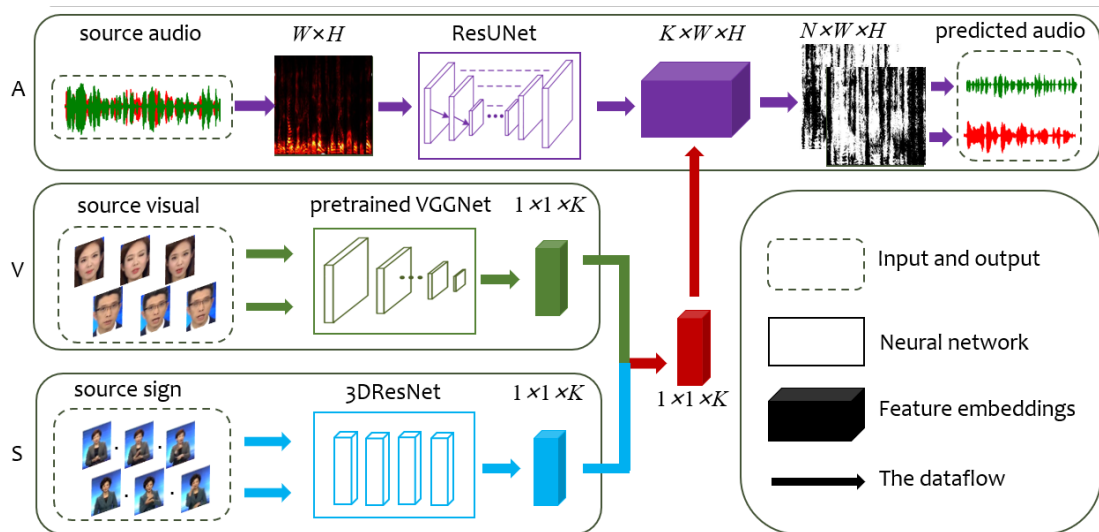 source audio
W×H
ResUNet
K×W×H
N×W×H
predicted audio
A
source visual
pretrained VGGNet
1×1×K
V
source sign
3DResNet
1×1×K
S
1×1×K
Input and output
Neural network
Feature embeddings
The dataflow